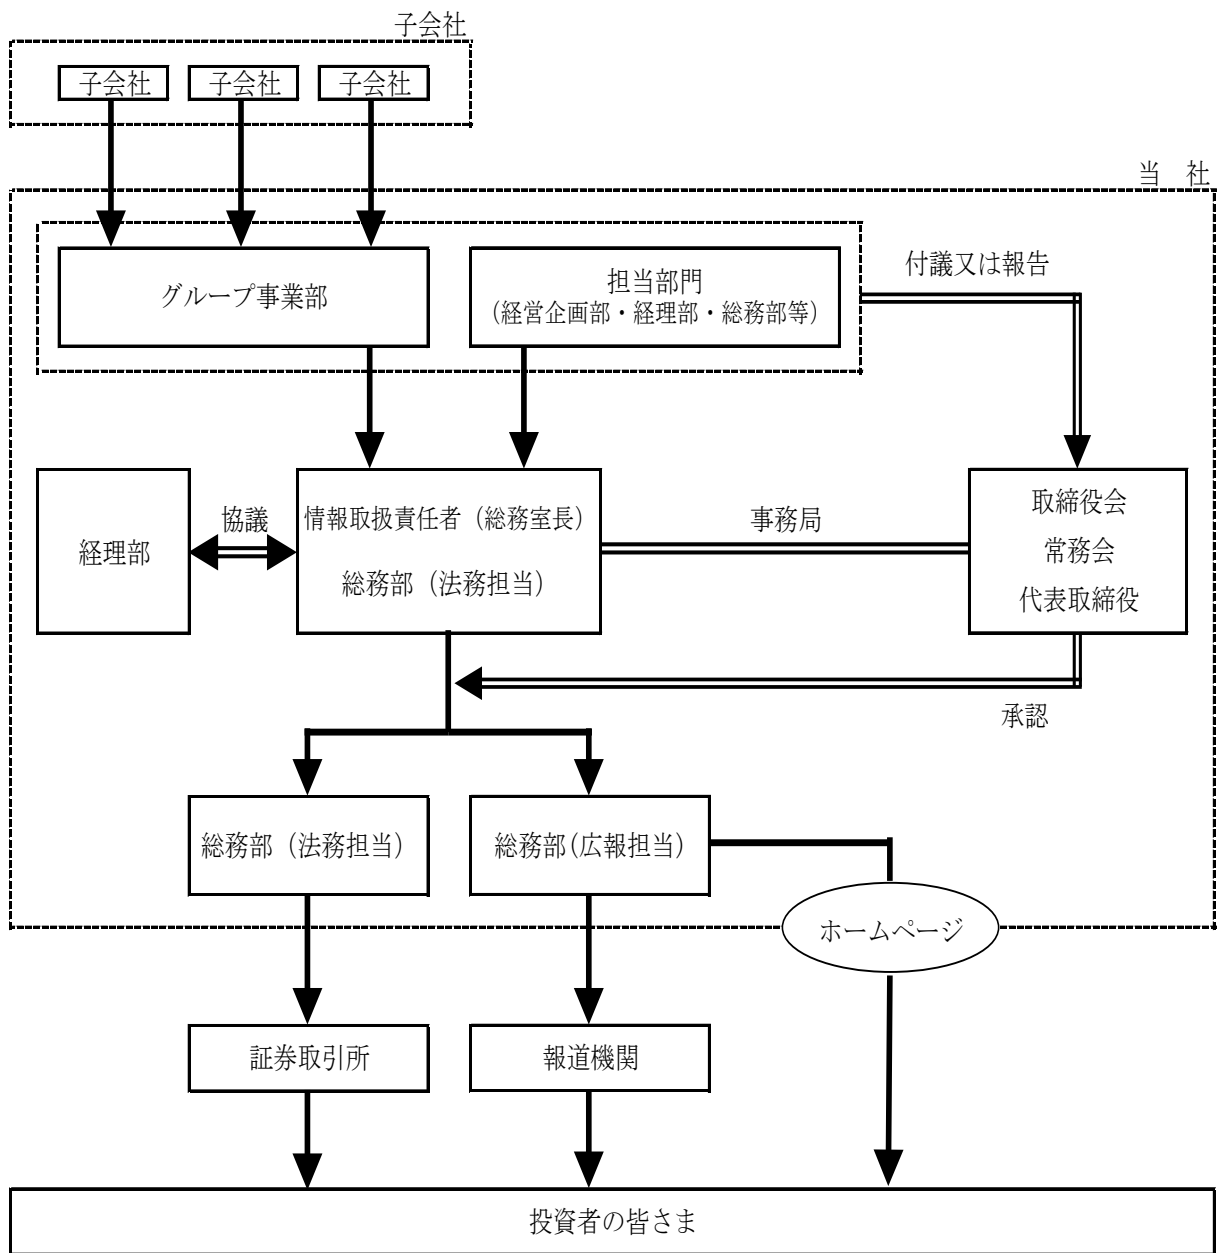 子会社
子会社 子会社 子会社
当　社
グループ事業部
担当部門
（経営企画部・経理部・総務部等）
付議又は報告
経理部
協議
情報取扱責任者（総務室長）
総務部（法務担当）
事務局
取締役会
常務会
代表取締役
承認
総務部（法務担当）
総務部（広報担当）
ホームページ
証券取引所
報道機関
投資者の皆さま